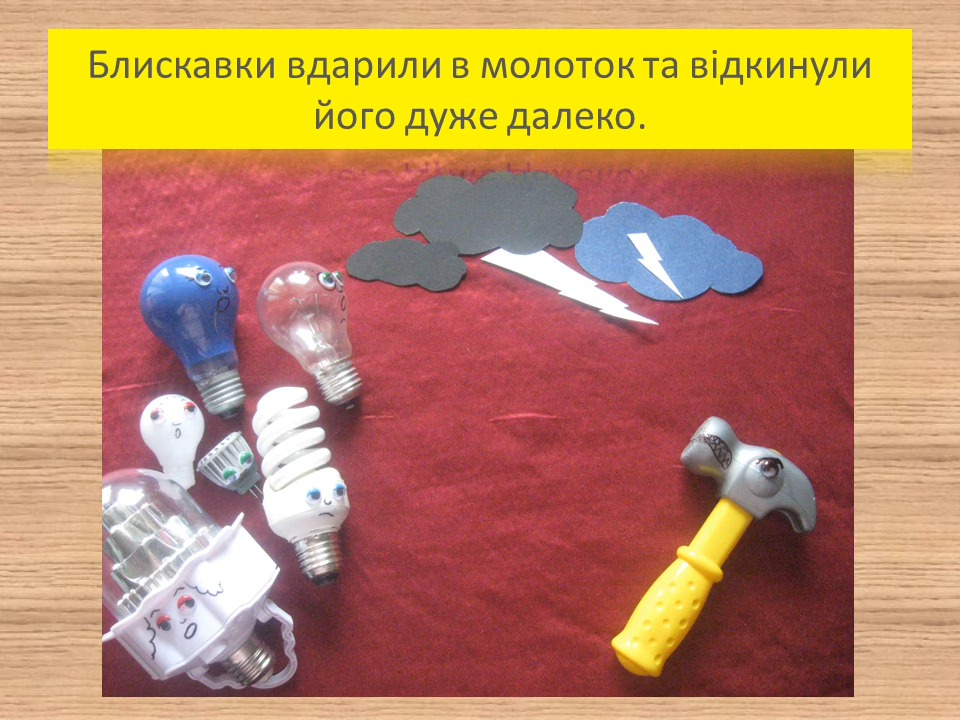 Блискавки вдарили в молоток та відкинули
його дуже далеко.